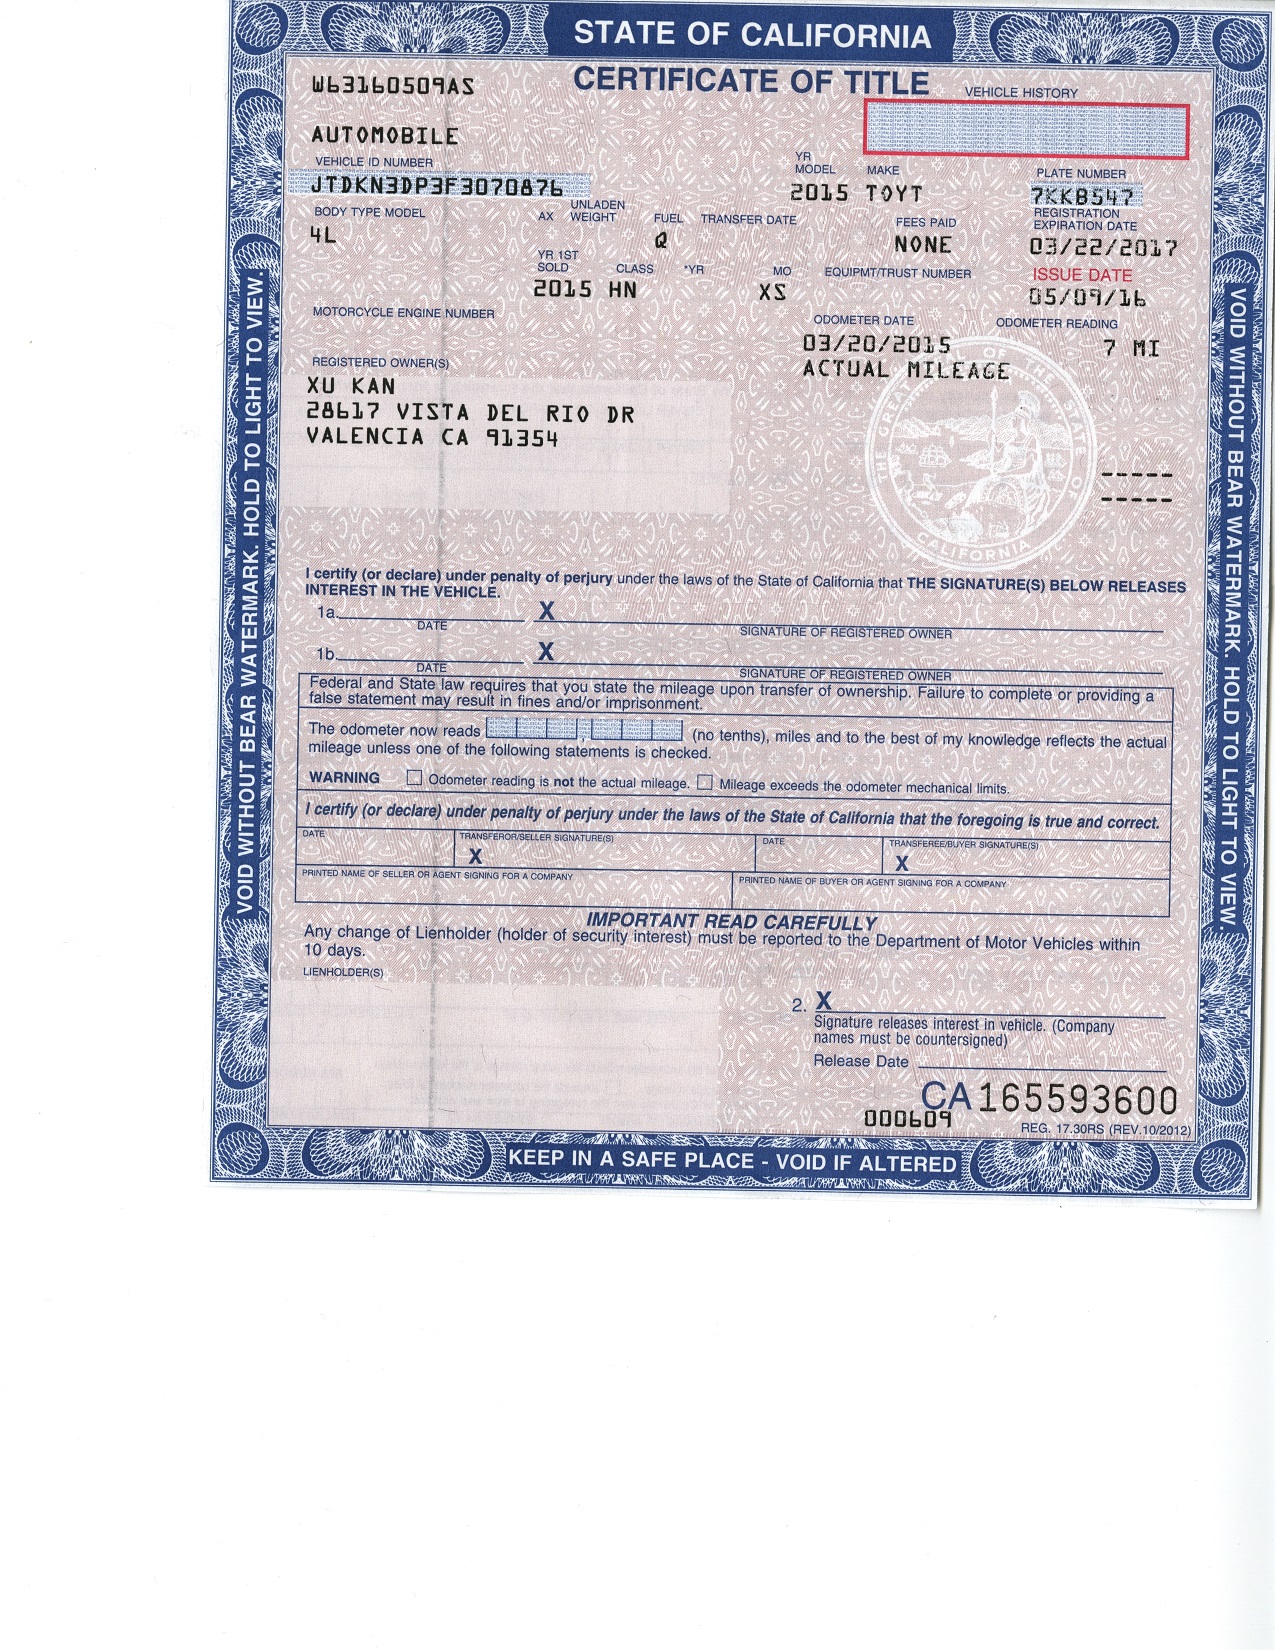 STATE OF CALIFORNIA
CERTIFICATE OF TITLE
W63160509AS
VEHICLE HISTORY
AUTOMOBILE
VEHICLE ID NUMBER
YR MODEL MAKE PLATE NUMBER
JTDKN3DP3F3070876 2015 TOYT 7KKB547
BODY TYPE MODEL AX UNLADEN WEIGHT FUEL TRANSFER DATE FEES PAID REGISTRATION EXPIRATION DATE
4L Q NONE 03/22/2017
YR 1ST SOLD CLASS *YR MO EQUIPMT/TRUST NUMBER ISSUE DATE
2015 HN XS 05/09/16
MOTORCYCLE ENGINE NUMBER ODOMETER DATE ODOMETER READING
03/20/2015 7 MI
ACTUAL MILEAGE
REGISTERED OWNER(S)
XU KAN
28617 VISTA DEL RIO DR
VALENCIA CA 91354
THE GREAT SEAL OF THE STATE OF CALIFORNIA
-----
-----
I certify (or declare) under penalty of perjury under the laws of the State of California that THE SIGNATURE(S) BELOW RELEASES
INTEREST IN THE VEHICLE.
1a. X
DATE SIGNATURE OF REGISTERED OWNER
1b. X
DATE SIGNATURE OF REGISTERED OWNER
Federal and State law requires that you state the mileage upon transfer of ownership. Failure to complete or providing a
false statement may result in fines and/or imprisonment.
The odometer now reads , (no tenths), miles and to the best of my knowledge reflects the actual
mileage unless one of the following statements is checked.
WARNING Odometer reading is not the actual mileage. Mileage exceeds the odometer mechanical limits.
I certify (or declare) under penalty of perjury under the laws of the State of California that the foregoing is true and correct.
DATE TRANSFEROR/SELLER SIGNATURE(S) DATE TRANSFEREE/BUYER SIGNATURE(S)
X X
PRINTED NAME OF SELLER OR AGENT SIGNING FOR A COMPANY PRINTED NAME OF BUYER OR AGENT SIGNING FOR A COMPANY
IMPORTANT READ CAREFULLY
Any change of Lienholder (holder of security interest) must be reported to the Department of Motor Vehicles within
10 days.
LIENHOLDER(S)
2. X
Signature releases interest in vehicle. (Company
names must be countersigned)
Release Date
CA165593600
000609
REG. 17.30RS (REV.10/2012)
KEEP IN A SAFE PLACE - VOID IF ALTERED
VOID WITHOUT BEAR WATERMARK. HOLD TO LIGHT TO VIEW.
VOID WITHOUT BEAR WATERMARK. HOLD TO LIGHT TO VIEW.